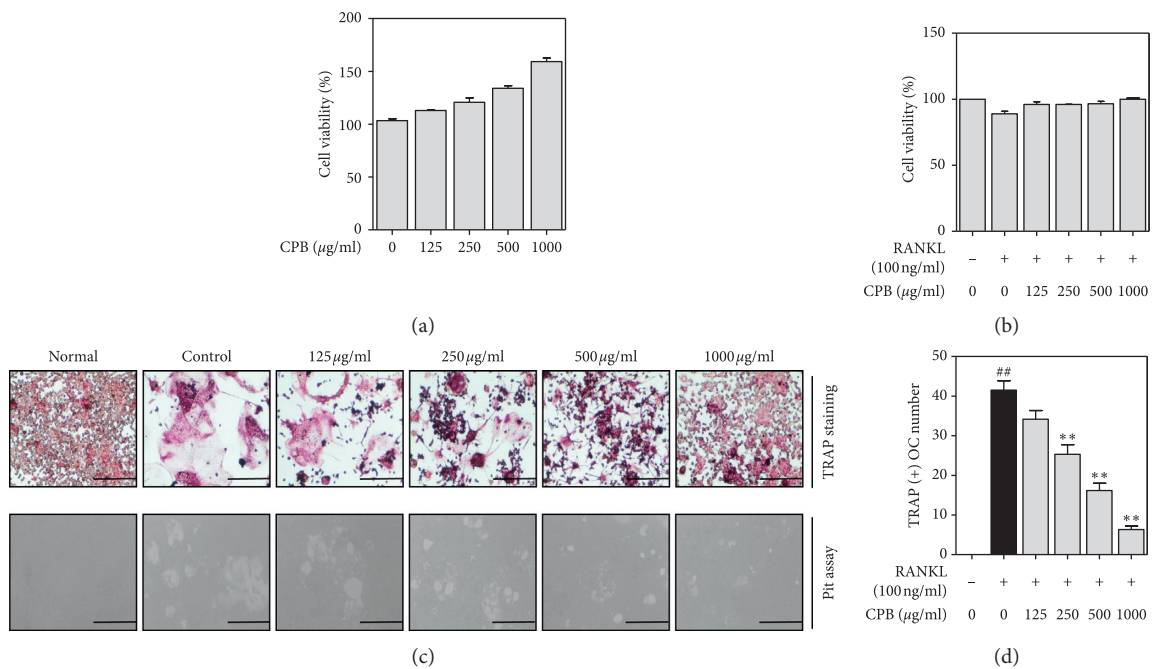 200
150
100
50
0
Cell viability (%)
CPB (μg/ml)
0 125 250 500 1000
(a)
150
100
50
0
Cell viability (%)
RANKL
(100 ng/ml)
– + + + + +
CPB (μg/ml)
0 0 125 250 500 1000
(b)
Normal Control 125 μg/ml 250 μg/ml 500 μg/ml 1000 μg/ml
TRAP staining
Pit assay
(c)
50
40
30
20
10
0
TRAP (+) OC number
##
**
**
**
RANKL
(100 ng/ml)
– + + + + +
CPB (μg/ml)
0 0 125 250 500 1000
(d)